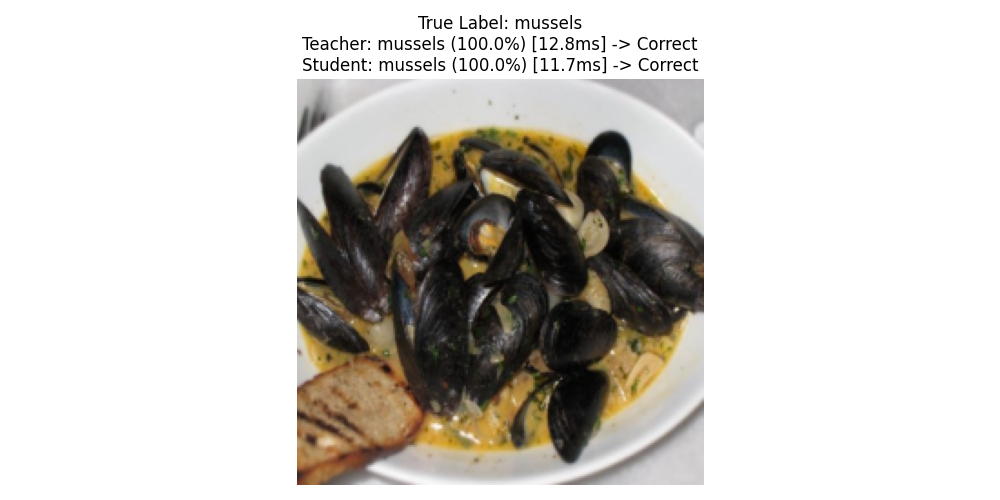 True Label: mussels
Teacher: mussels (100.0%) [12.8ms] -> Correct
Student: mussels (100.0%) [11.7ms] -> Correct